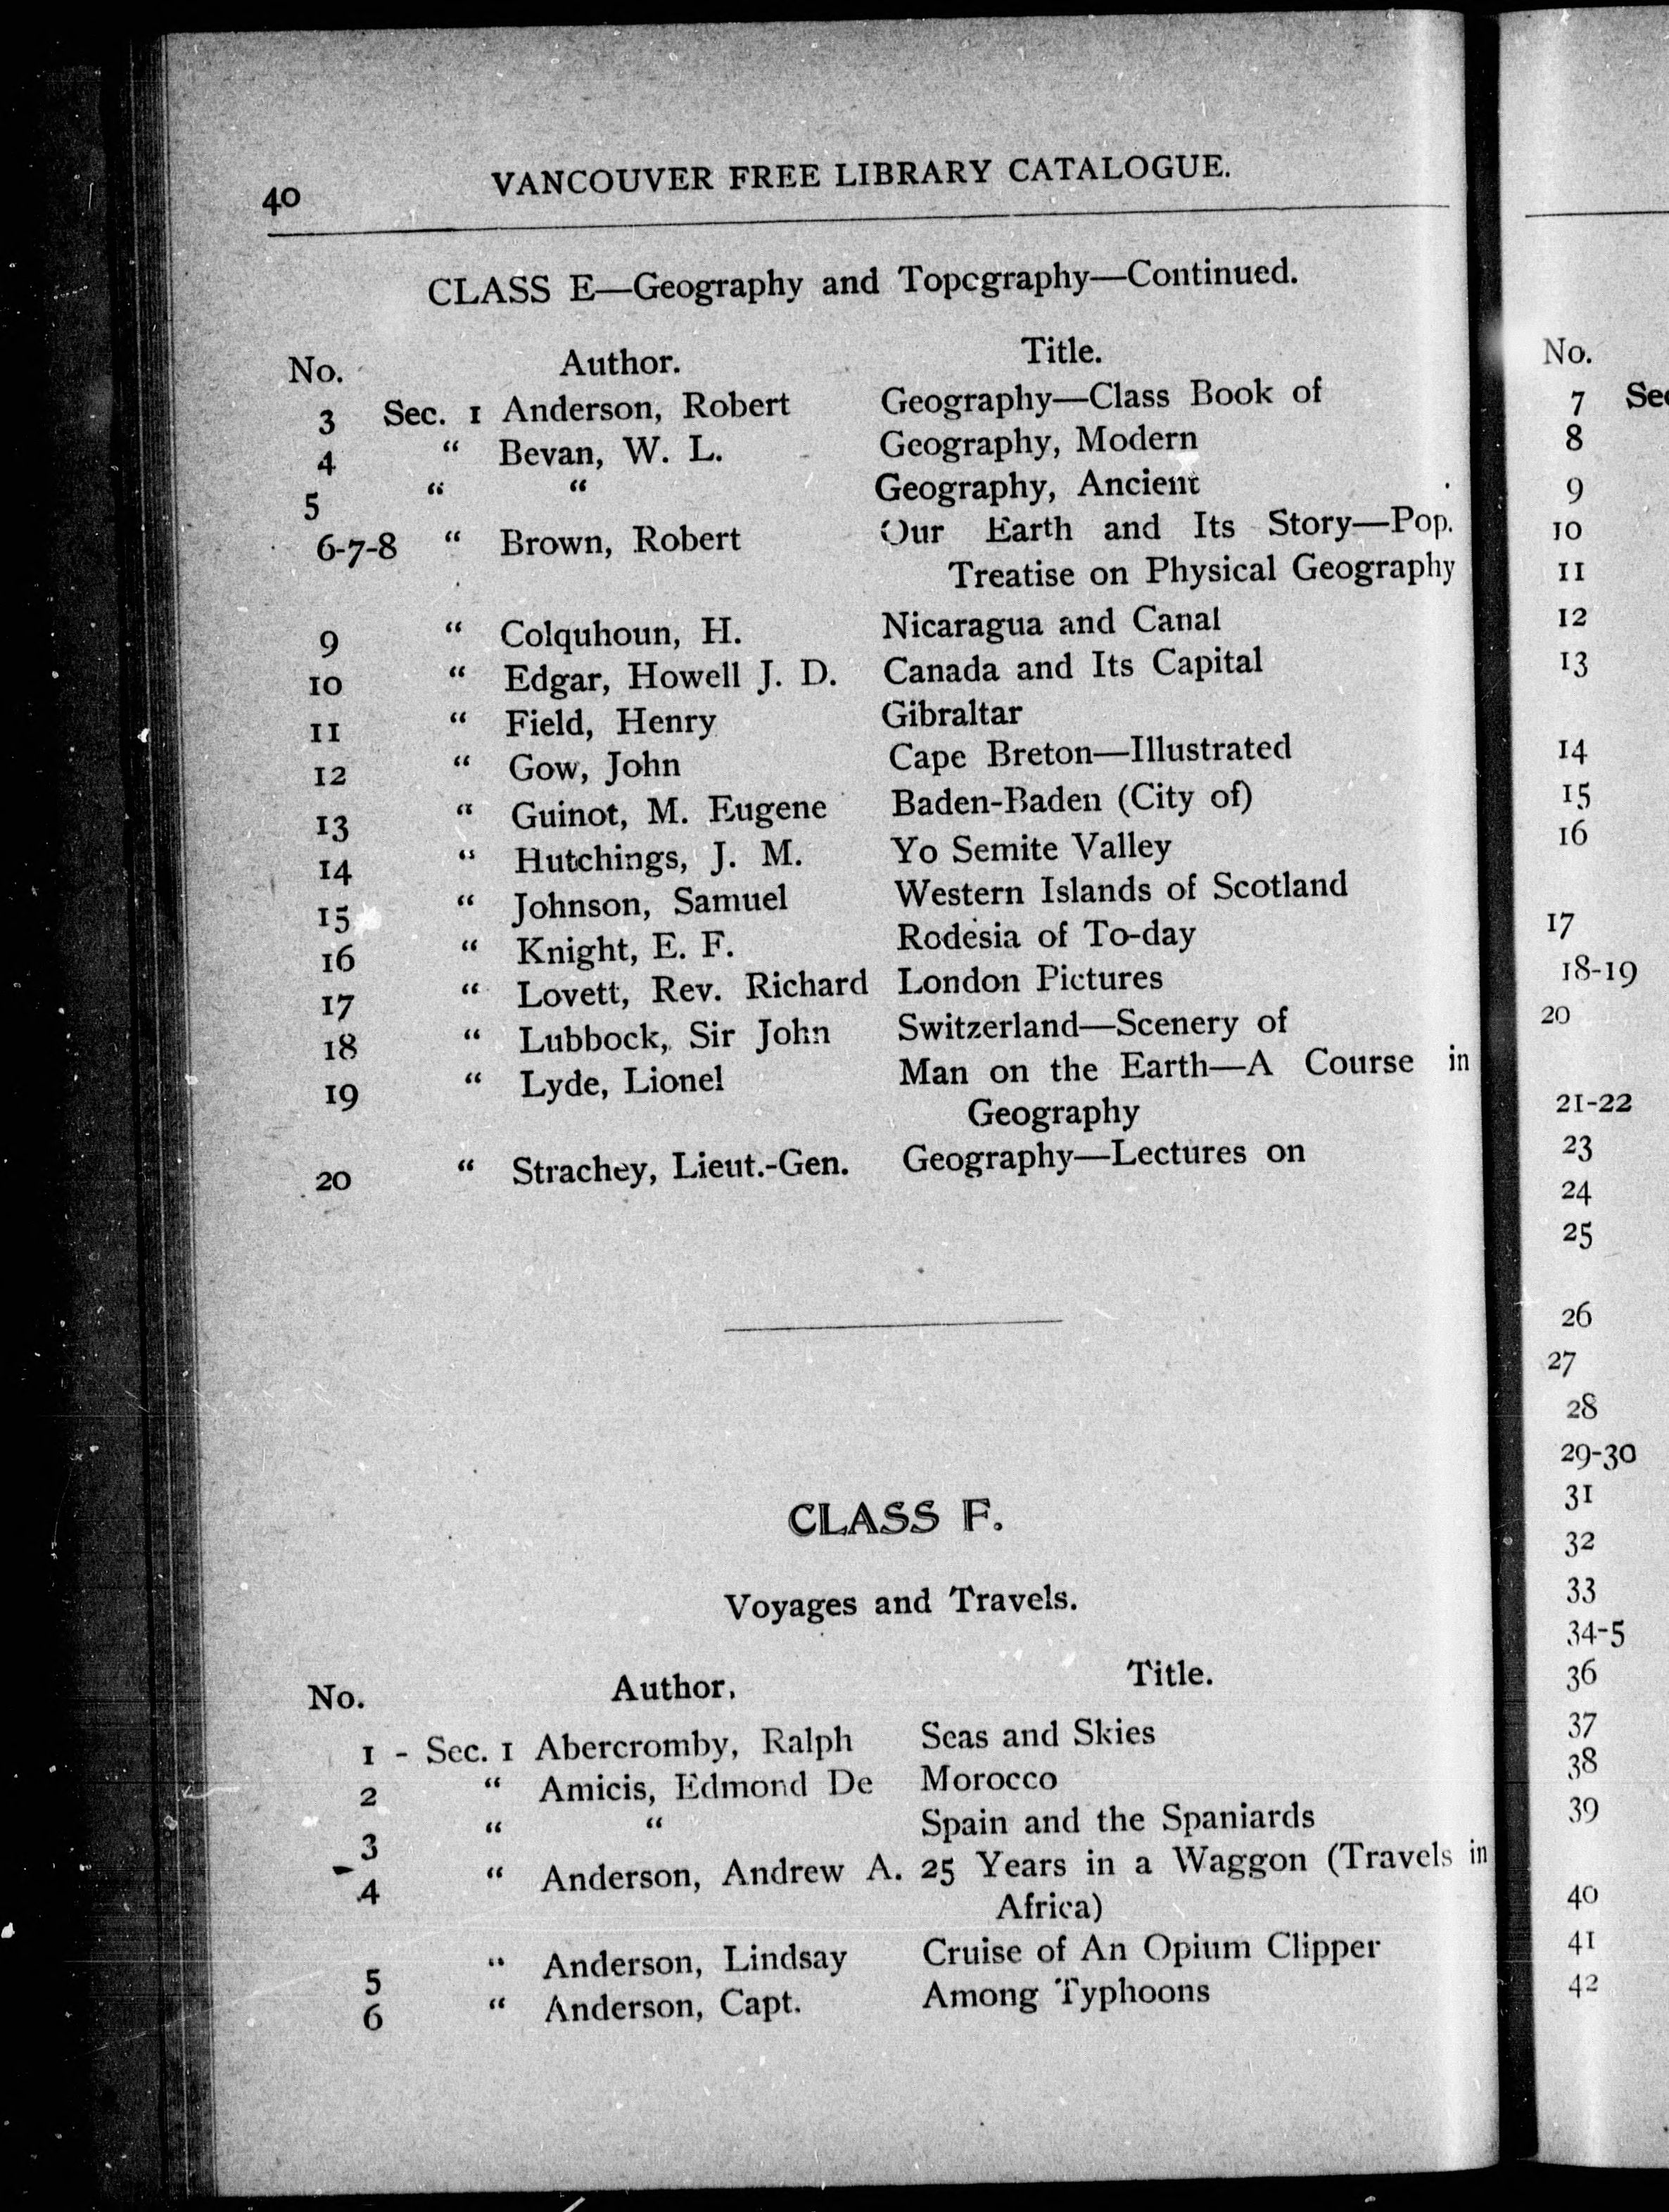 40
VANCOUVER FREE LIBRARY CATALOGUE.
CLASS E—Geography and Topcgraphy—Continued.
No. Author. Title.
3 Sec. 1 Anderson, Robert Geography—Class Book of
4 “ Bevan, W. L. Geography, Modern
5 “ “ Geography, Ancient
6-7-8 “ Brown, Robert Our Earth and Its Story—Pop.
Treatise on Physical Geography
9 “ Colquhoun, H. Nicaragua and Canal
10 “ Edgar, Howell J. D. Canada and Its Capital
11 “ Field, Henry Gibraltar
12 “ Gow, John Cape Breton—Illustrated
13 “ Guinot, M. Eugene Baden-Baden (City of)
14 “ Hutchings, J. M. Yo Semite Valley
15 “ Johnson, Samuel Western Islands of Scotland
16 “ Knight, E. F. Rodesia of To-day
17 “ Lovett, Rev. Richard London Pictures
18 “ Lubbock, Sir John Switzerland—Scenery of
19 “ Lyde, Lionel Man on the Earth—A Course in
Geography
20 “ Strachey, Lieut.-Gen. Geography—Lectures on
CLASS F.
Voyages and Travels.
No. Author, Title.
1 - Sec. 1 Abercromby, Ralph Seas and Skies
2 “ Amicis, Edmond De Morocco
3 “ “ Spain and the Spaniards
4 “ Anderson, Andrew A. 25 Years in a Waggon (Travels in
Africa)
5 “ Anderson, Lindsay Cruise of An Opium Clipper
6 “ Anderson, Capt. Among Typhoons
No.
7
8
9
10
11
12
13
14
15
16
17
18-19
20
21-22
23
24
25
26
27
28
29-30
31
32
33
34-5
36
37
38
39
40
41
42